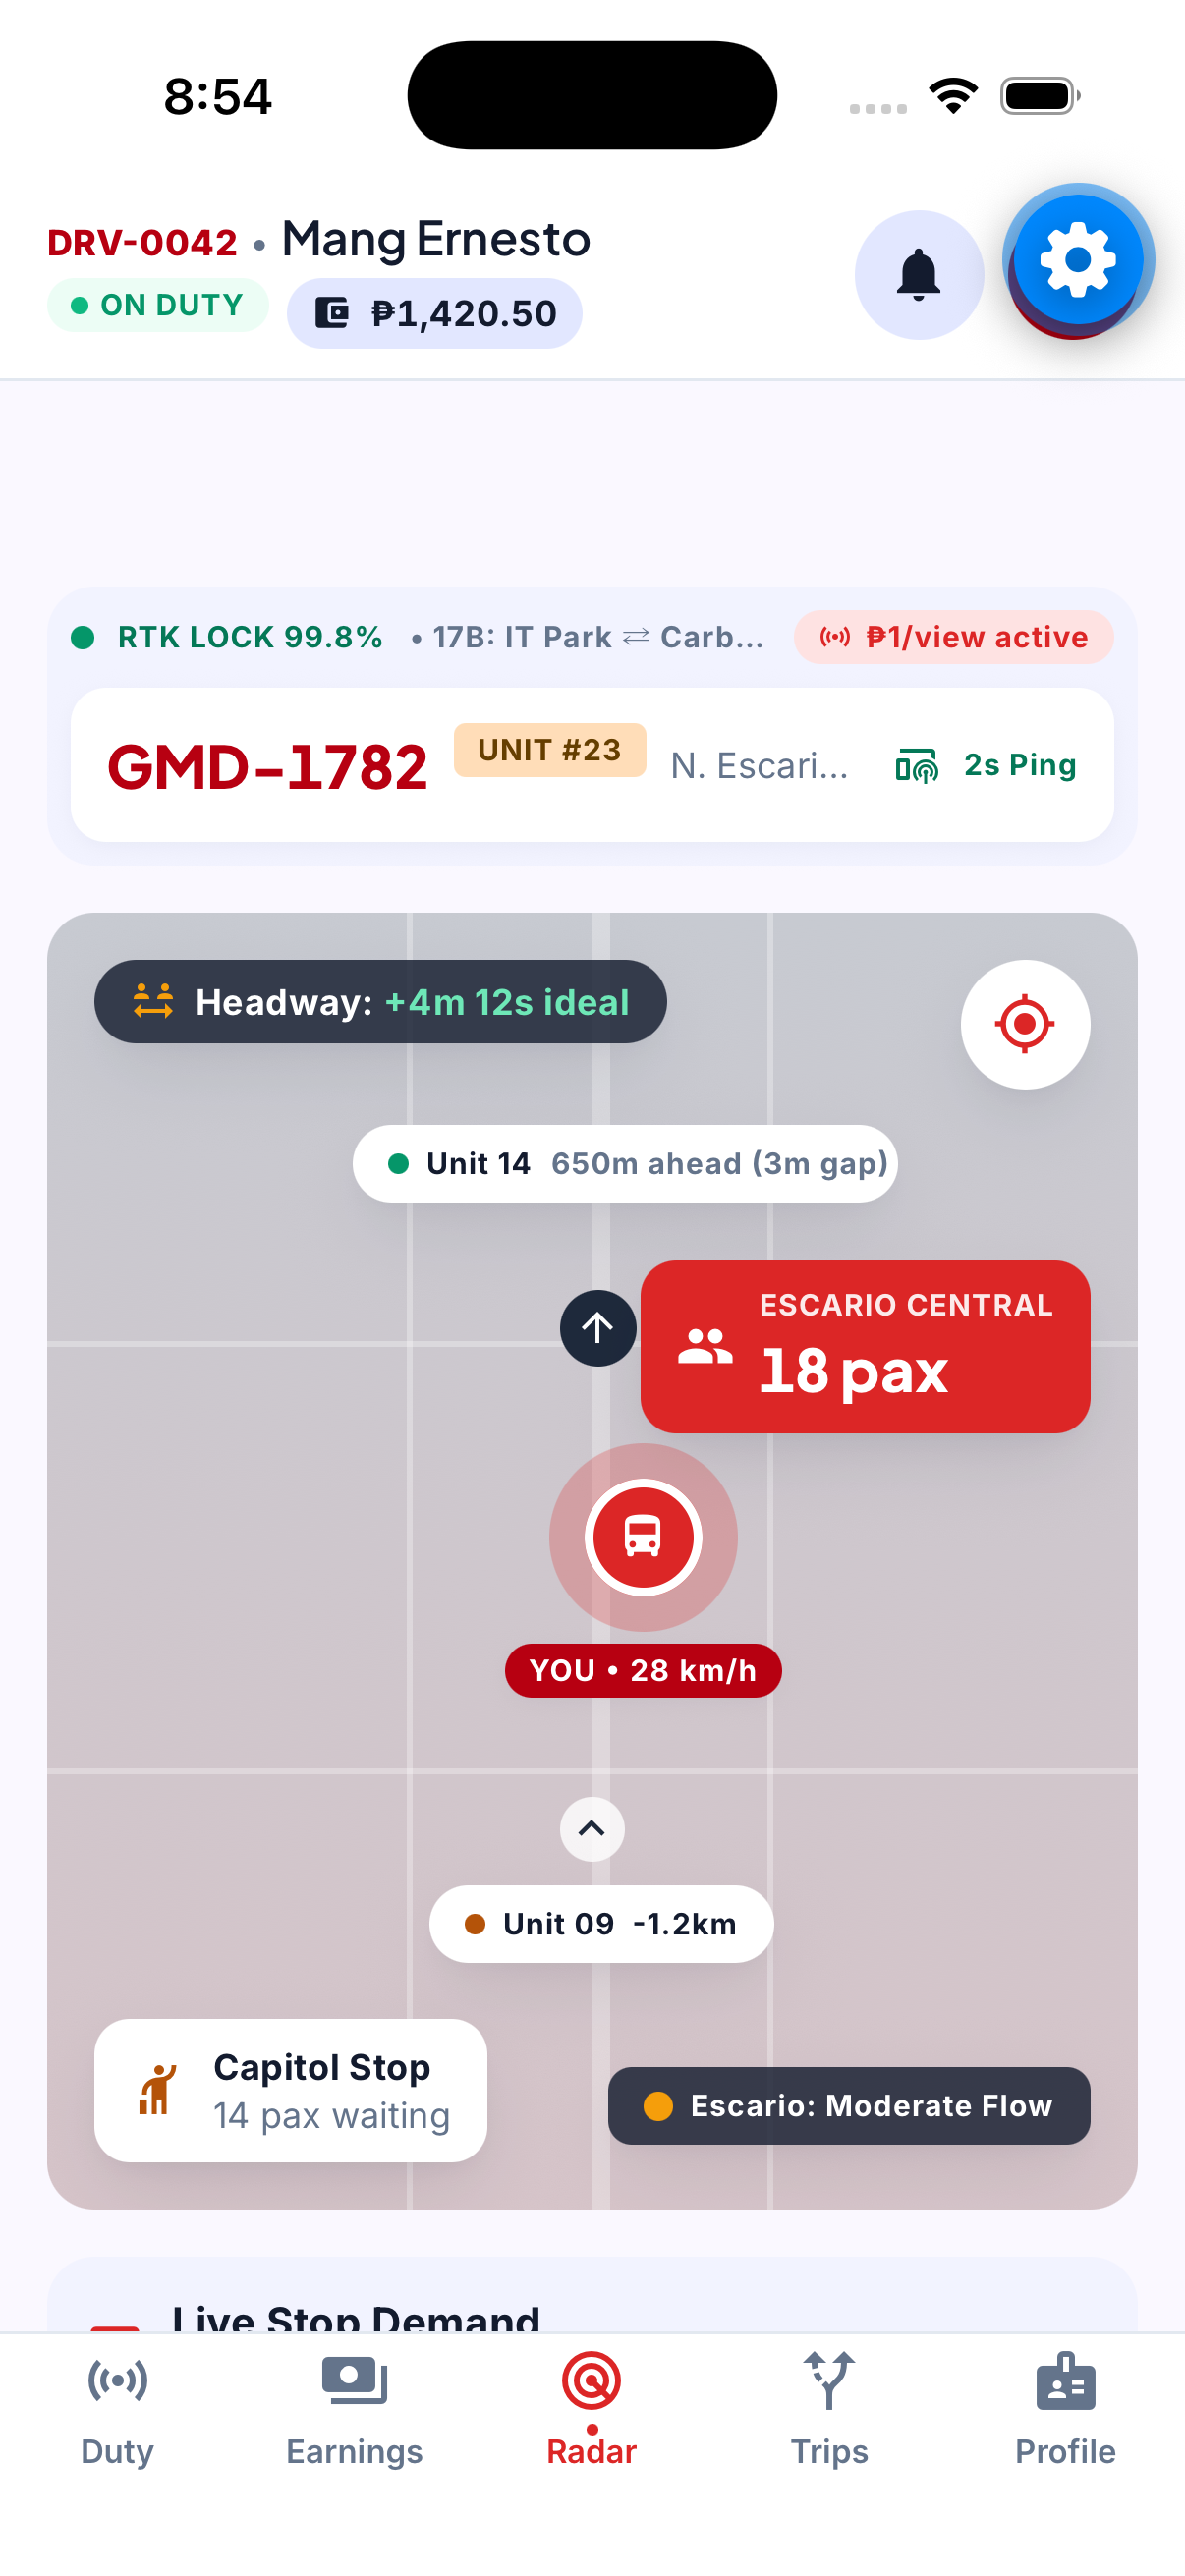 8:54
DRV-0042 • Mang Ernesto
ON DUTY ₱1,420.50
RTK LOCK 99.8% • 17B: IT Park ⇄ Carb... ₱1/view active
GMD-1782 UNIT #23 N. Escari... 2s Ping
Headway: +4m 12s ideal
Unit 14 650m ahead (3m gap)
ESCARIO CENTRAL
18 pax
YOU • 28 km/h
Unit 09 -1.2km
Capitol Stop
14 pax waiting
Escario: Moderate Flow
Live Stop Demand
Duty Earnings Radar Trips Profile